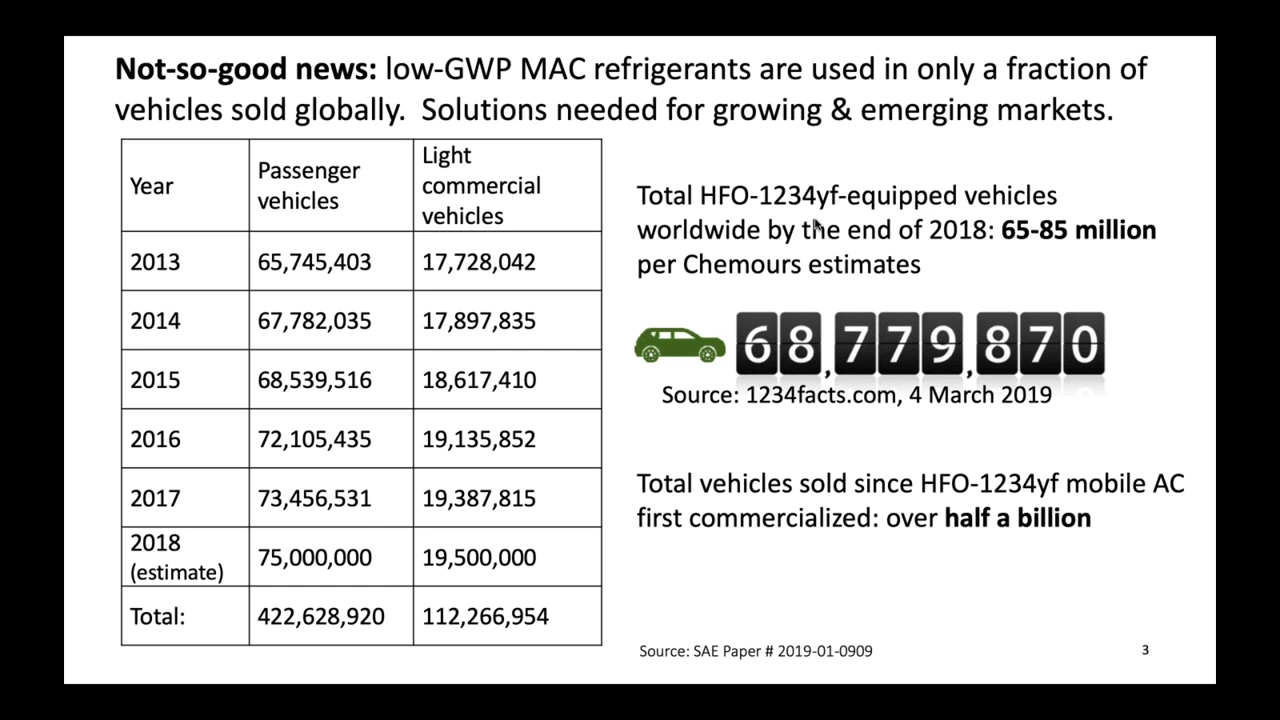 Not-so-good news: low-GWP MAC refrigerants are used in only a fraction of
vehicles sold globally.  Solutions needed for growing & emerging markets.
Year
Passenger
vehicles
Light
commercial
vehicles
2013
65,745,403
17,728,042
2014
67,782,035
17,897,835
2015
68,539,516
18,617,410
2016
72,105,435
19,135,852
2017
73,456,531
19,387,815
2018
(estimate)
75,000,000
19,500,000
Total:
422,628,920
112,266,954
Total HFO-1234yf-equipped vehicles
worldwide by the end of 2018: 65-85 million
per Chemours estimates
68,779,870
Source: 1234facts.com, 4 March 2019
Total vehicles sold since HFO-1234yf mobile AC
first commercialized: over half a billion
Source: SAE Paper # 2019-01-0909
3